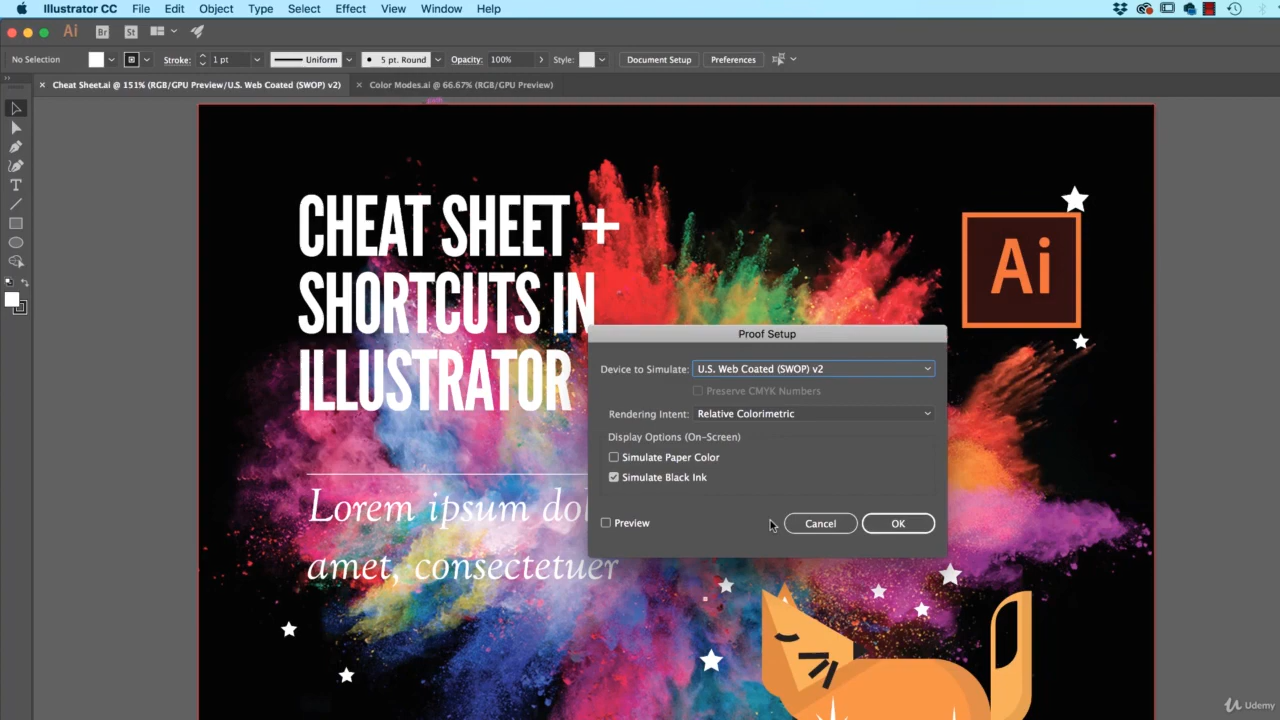 Illustrator CC File Edit Object Type Select Effect View Window Help
Ai Br St
No Selection Stroke: 1 pt Uniform 5 pt. Round Opacity: 100% Style: Document Setup Preferences
Cheat Sheet.ai @ 151% (RGB/GPU Preview/U.S. Web Coated (SWOP) v2) Color Modes.ai @ 66.67% (RGB/GPU Preview)
CHEAT SHEET +
SHORTCUTS IN
ILLUSTRATOR
Ai
Lorem ipsum dol
amet, consectetuer
Proof Setup
Device to Simulate: U.S. Web Coated (SWOP) v2
Preserve CMYK Numbers
Rendering Intent: Relative Colorimetric
Display Options (On-Screen)
Simulate Paper Color
Simulate Black Ink
Preview Cancel OK
Udemy